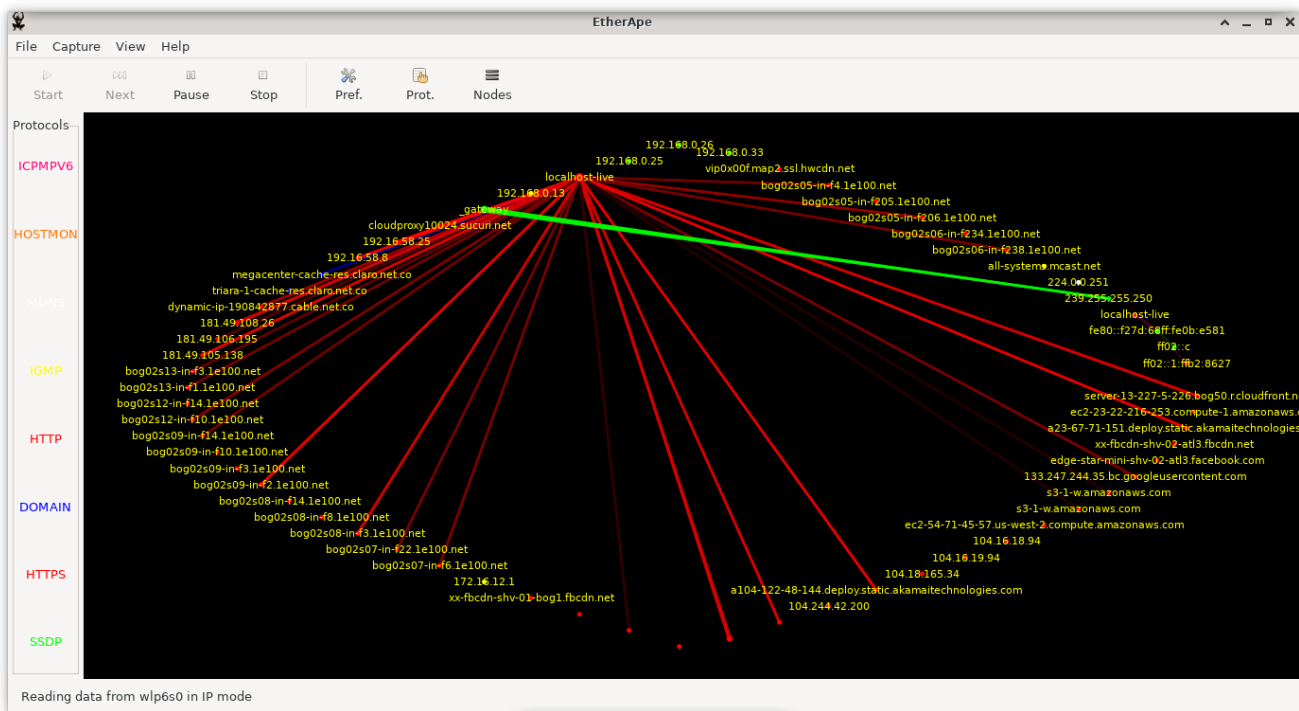 EtherApe
File Capture View Help
Start Next Pause Stop Pref. Prot. Nodes
Protocols
ICPMPV6
HOSTMON
MDNS
IGMP
HTTP
DOMAIN
HTTPS
SSDP
192.168.0.26
192.168.0.33
192.168.0.25
vip0x00f.map2.ssl.hwcdn.net
localhost-live
bog02s05-in-f4.1e100.net
192.168.0.13
bog02s05-in-f205.1e100.net
_gateway
bog02s05-in-f206.1e100.net
cloudproxy10024.sucuri.net
bog02s06-in-f234.1e100.net
192.16.58.25
bog02s06-in-f238.1e100.net
192.16.58.8
all-systems.mcast.net
megacenter-cache-res.claro.net.co
224.0.0.251
triara-1-cache-res.claro.net.co
239.255.255.250
dynamic-ip-190842877.cable.net.co
localhost-live
181.49.108.26
fe80::f27d:68ff:fe0b:e581
181.49.106.195
ff02::c
181.49.105.138
ff02::1:ffb2:8627
bog02s13-in-f3.1e100.net
bog02s13-in-f1.1e100.net
server-13-227-5-226.bog50.r.cloudfront.n
bog02s12-in-f14.1e100.net
ec2-23-22-216-253.compute-1.amazonaws.
bog02s12-in-f10.1e100.net
a23-67-71-151.deploy.static.akamaitechnologies
bog02s09-in-f14.1e100.net
xx-fbcdn-shv-02-atl3.fbcdn.net
bog02s09-in-f10.1e100.net
edge-star-mini-shv-02-atl3.facebook.com
bog02s09-in-f3.1e100.net
133.247.244.35.bc.googleusercontent.com
bog02s09-in-f2.1e100.net
s3-1-w.amazonaws.com
bog02s08-in-f14.1e100.net
s3-1-w.amazonaws.com
bog02s08-in-f8.1e100.net
ec2-54-71-45-57.us-west-2.compute.amazonaws.com
bog02s08-in-f3.1e100.net
104.16.18.94
bog02s07-in-f22.1e100.net
104.16.19.94
bog02s07-in-f6.1e100.net
104.18.165.34
172.16.12.1
a104-122-48-144.deploy.static.akamaitechnologies.com
xx-fbcdn-shv-01-bog1.fbcdn.net
104.244.42.200
Reading data from wlp6s0 in IP mode